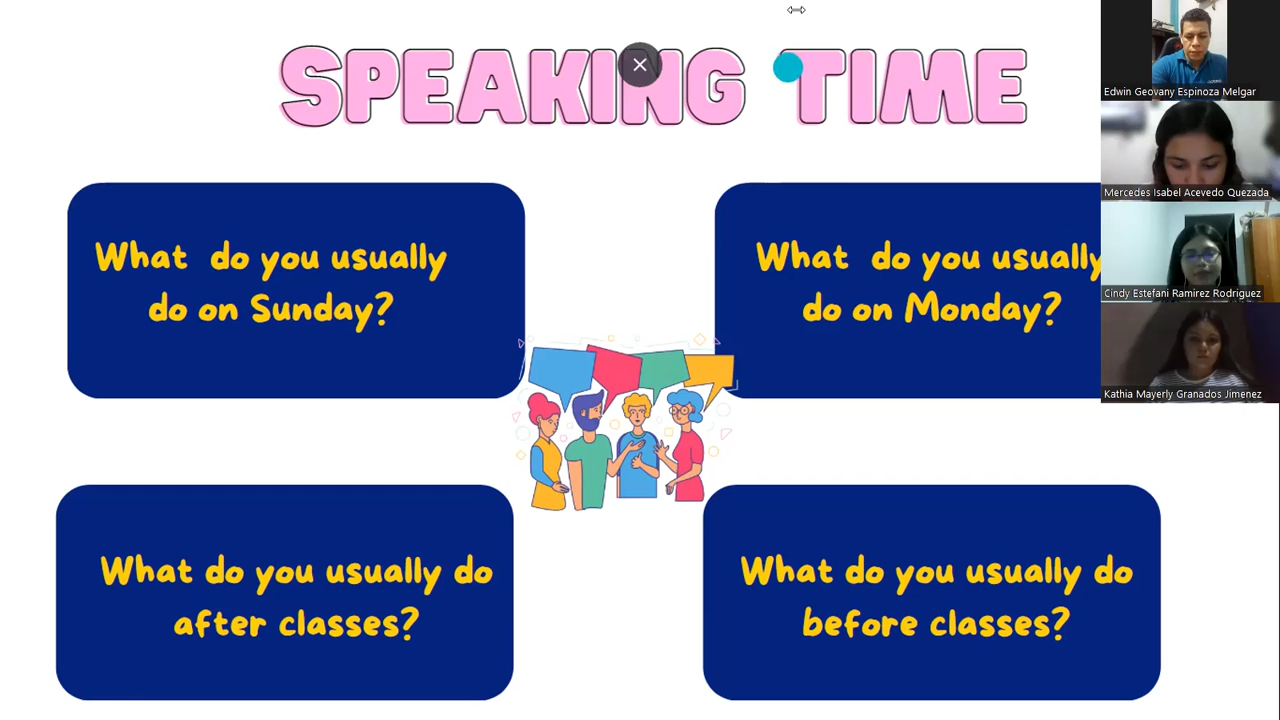 SPEAKING TIME
What do you usually
do on Sunday?
What do you usually
do on Monday?
What do you usually do
after classes?
What do you usually do
before classes?
Edwin Geovany Espinoza Melgar
Mercedes Isabel Acevedo Quezada
Cindy Estefani Ramirez Rodriguez
Kathia Mayerly Granados Jimenez